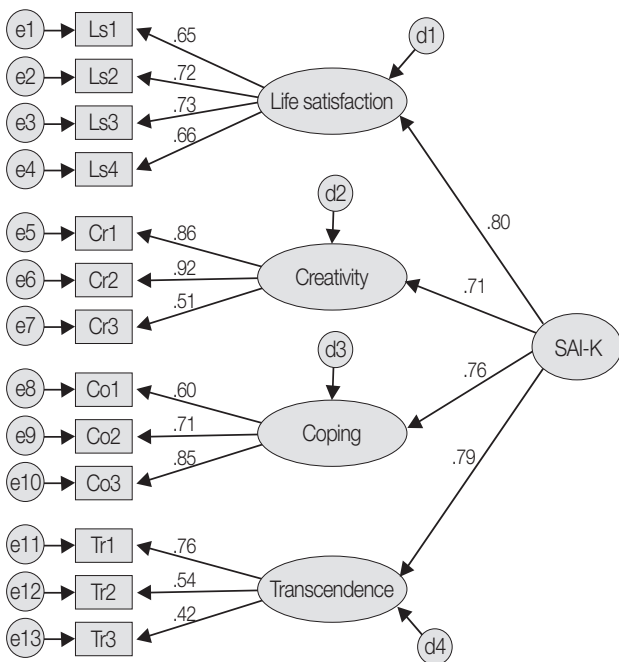 e1 Ls1 .65 d1
e2 Ls2 .72
Life satisfaction
e3 Ls3 .73
e4 Ls4 .66
d2
.80
e5 Cr1 .86
e6 Cr2 .92 Creativity
.71
e7 Cr3 .51
SAI-K
d3
.76
e8 Co1 .60
e9 Co2 .71 Coping
e10 Co3 .85
.79
e11 Tr1 .76
e12 Tr2 .54 Transcendence
e13 Tr3 .42
d4